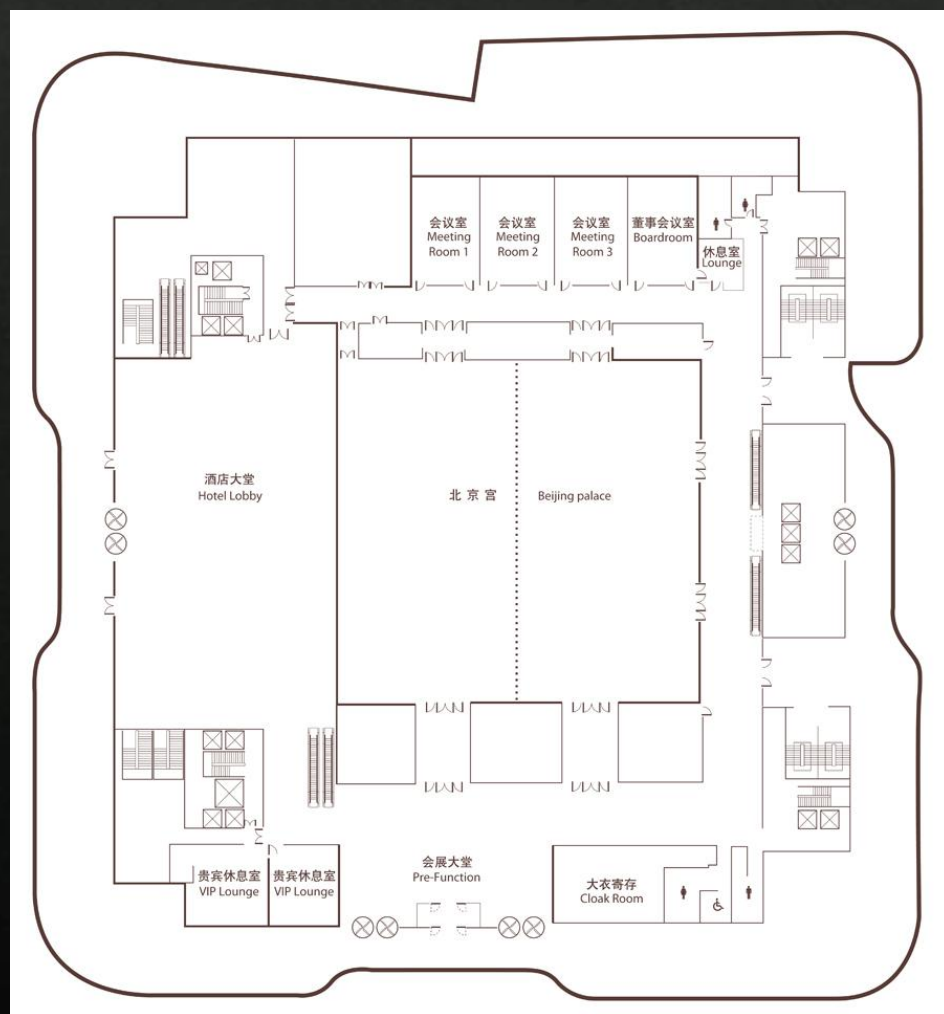 会议室
Meeting
Room 1
会议室
Meeting
Room 2
会议室
Meeting
Room 3
董事会议室
Boardroom
休息室
Lounge
酒店大堂
Hotel Lobby
北京宫
Beijing palace
贵宾休息室
VIP Lounge
贵宾休息室
VIP Lounge
会展大堂
Pre-Function
大衣寄存
Cloak Room